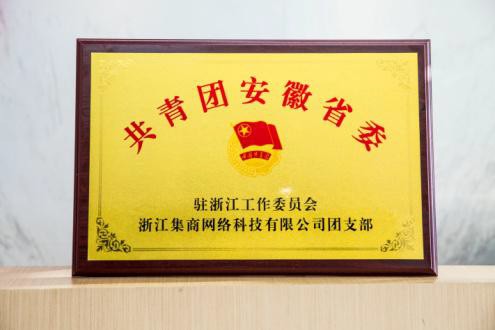 共青团安徽省委
驻浙江工作委员会
浙江集商网络科技有限公司团支部